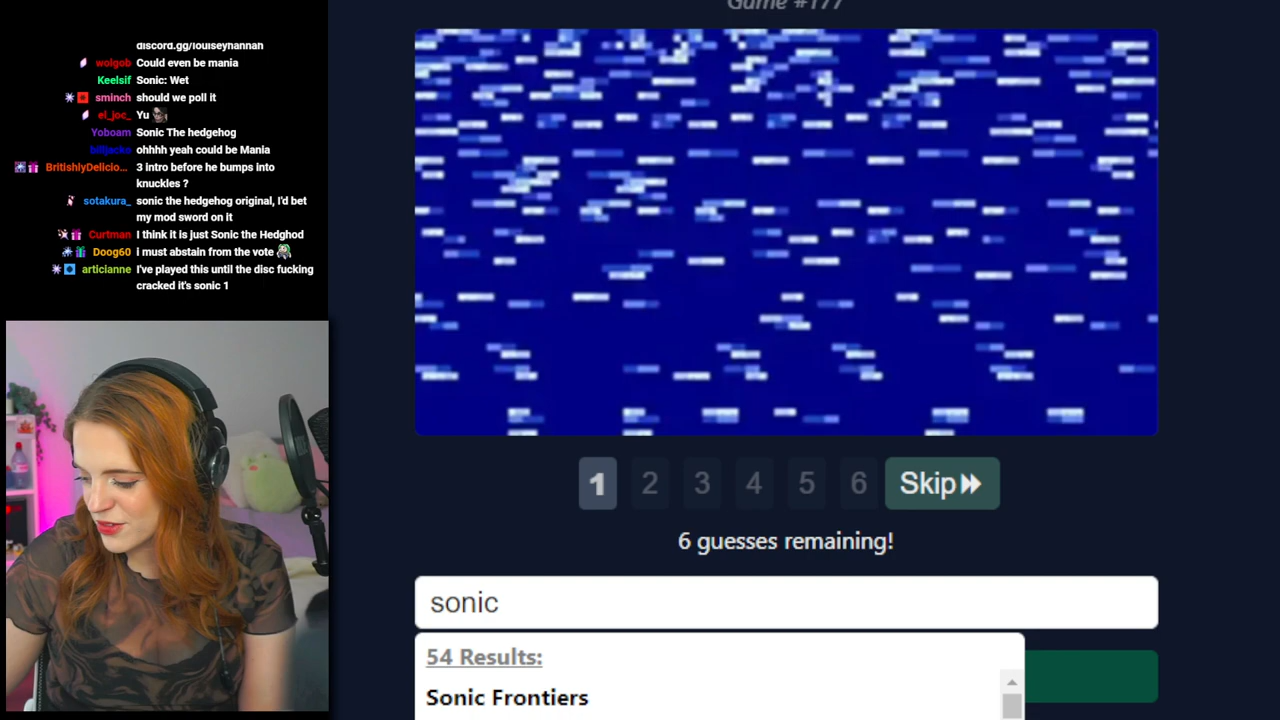 discord.gg/louiseyhannah
wolgob Could even be mania
Keelsif Sonic: Wet
sminch should we poll it
el_joc_ Yu
Yoboam Sonic The hedgehog
billjacko ohhhh yeah could be Mania
BritishlyDelicio... 3 intro before he bumps into
knuckles ?
sotakura_ sonic the hedgehog original, I'd bet
my mod sword on it
Curtman I think it is just Sonic the Hedghod
Doog60 i must abstain from the vote
articianne I've played this until the disc fucking
cracked it's sonic 1
Game #177
1 2 3 4 5 6 Skip
6 guesses remaining!
sonic
54 Results:
Sonic Frontiers